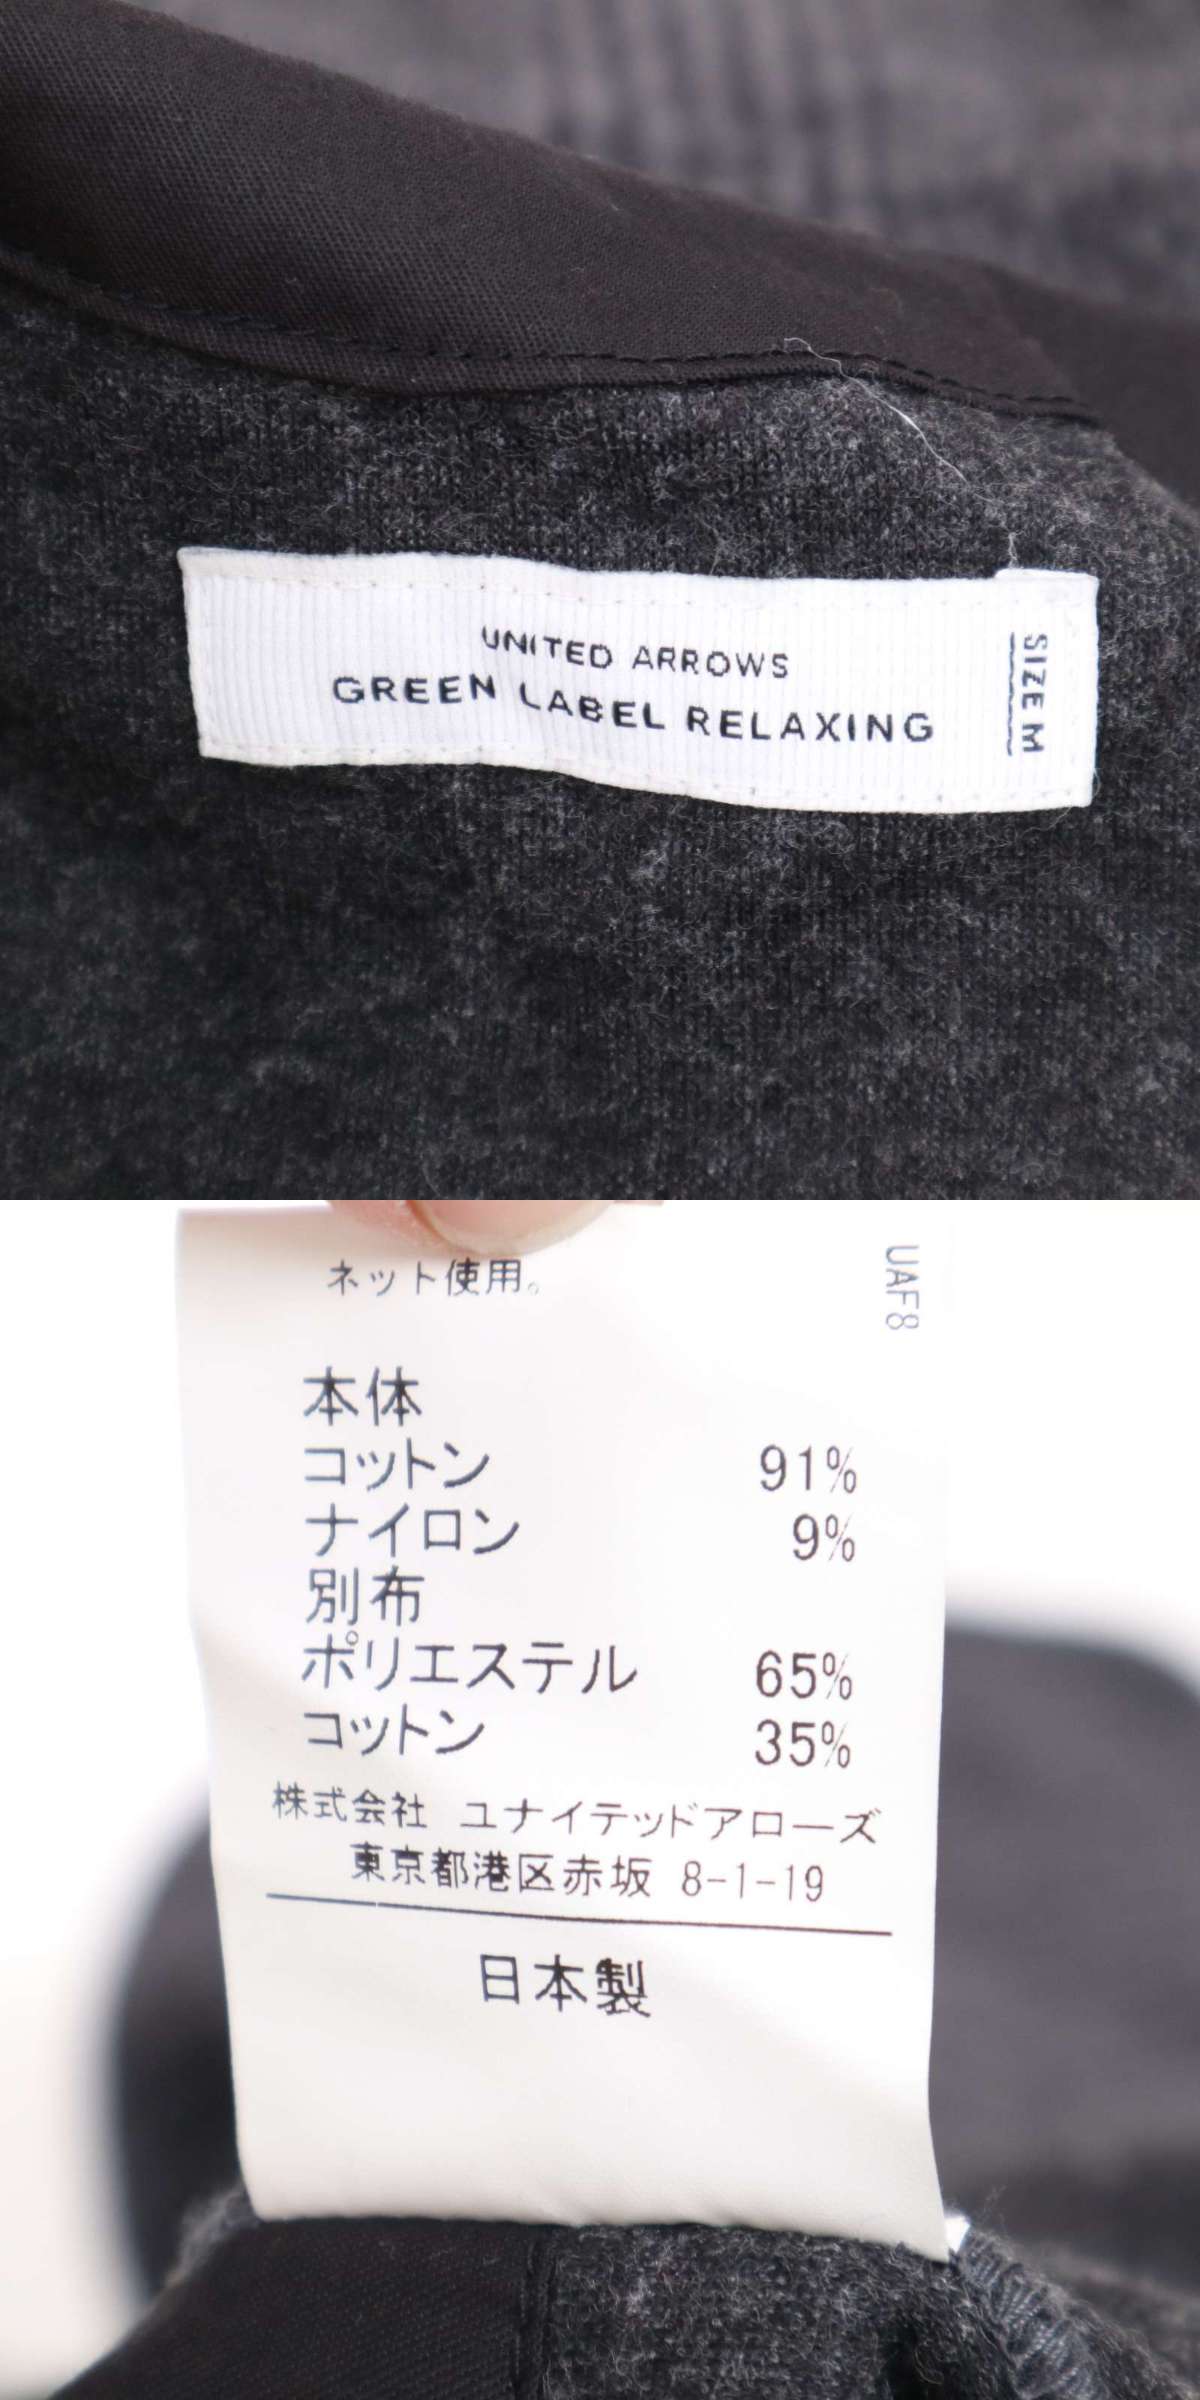 UNITED ARROWS
GREEN LABEL RELAXING
SIZE M
ネット使用。
UAF8
本体
コットン 91%
ナイロン 9%
別布
ポリエステル 65%
コットン 35%
株式会社 ユナイテッドアローズ
東京都港区赤坂 8-1-19
日本製